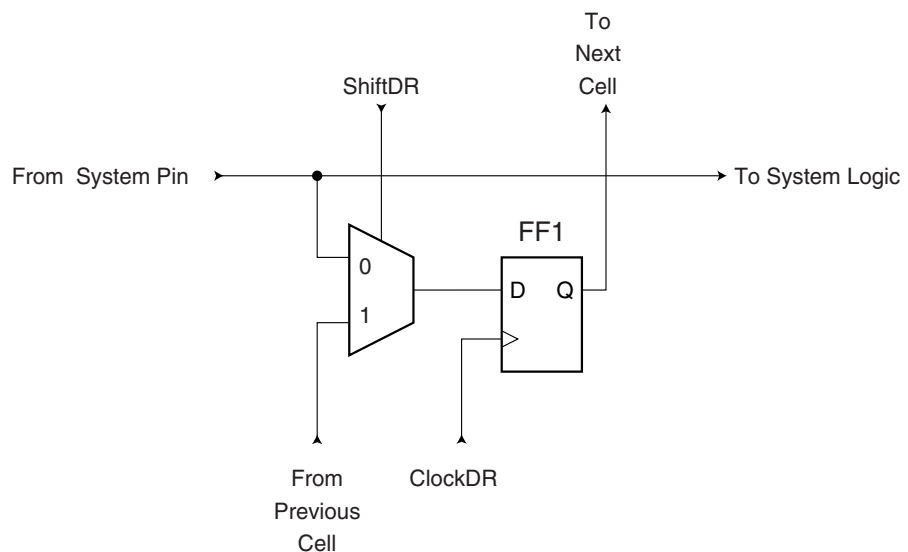 To
Next
Cell
ShiftDR
From System Pin
To System Logic
FF1
0
D Q
1
From
Previous
Cell
ClockDR